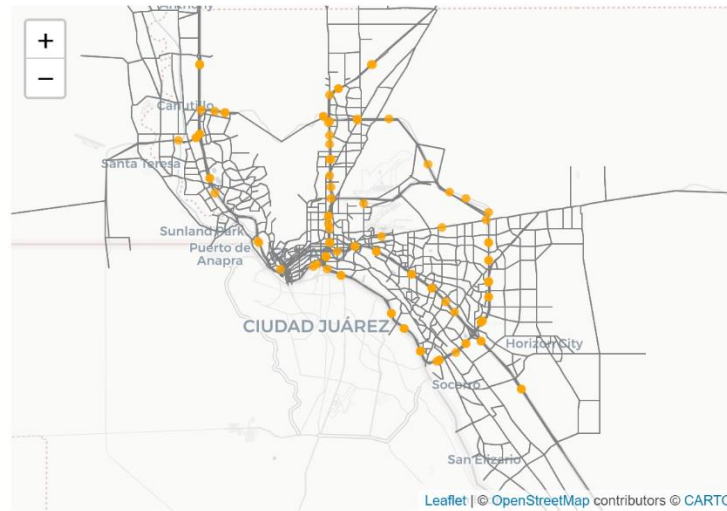 Anthony
+
−
Canutillo
Santa Teresa
Sunland Park
Puerto de
Anapra
CIUDAD JUÁREZ
Horizon City
Socorro
San Elizario
Leaflet | © OpenStreetMap contributors © CARTO